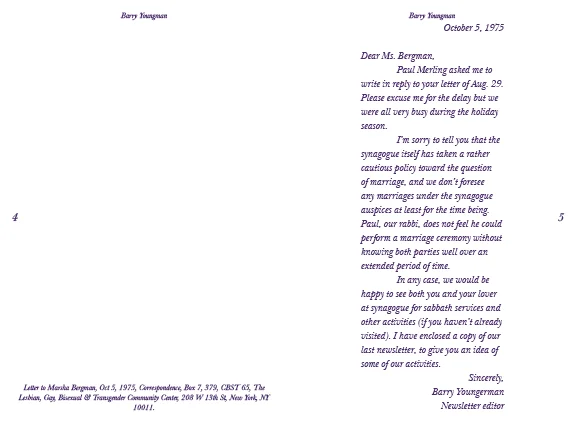 Barry Youngman
4
Letter to Marsha Bergman, Oct 5, 1975, Correspondence, Box 7, 379, CBST 65, The
Lesbian, Gay, Bisexual & Transgender Community Center, 208 W 13th St, New York, NY
10011.
Barry Youngman
October 5, 1975
Dear Ms. Bergman,
Paul Merling asked me to
write in reply to your letter of Aug. 29.
Please excuse me for the delay but we
were all very busy during the holiday
season.
I'm sorry to tell you that the
synagogue itself has taken a rather
cautious policy toward the question
of marriage, and we don't foresee
any marriages under the synagogue
auspices at least for the time being.
Paul, our rabbi, does not feel he could
perform a marriage ceremony without
knowing both parties well over an
extended period of time.
In any case, we would be
happy to see both you and your lover
at synagogue for sabbath services and
other activities (if you haven't already
visited). I have enclosed a copy of our
last newsletter, to give you an idea of
some of our activities.
Sincerely,
Barry Youngerman
Newsletter editor
5